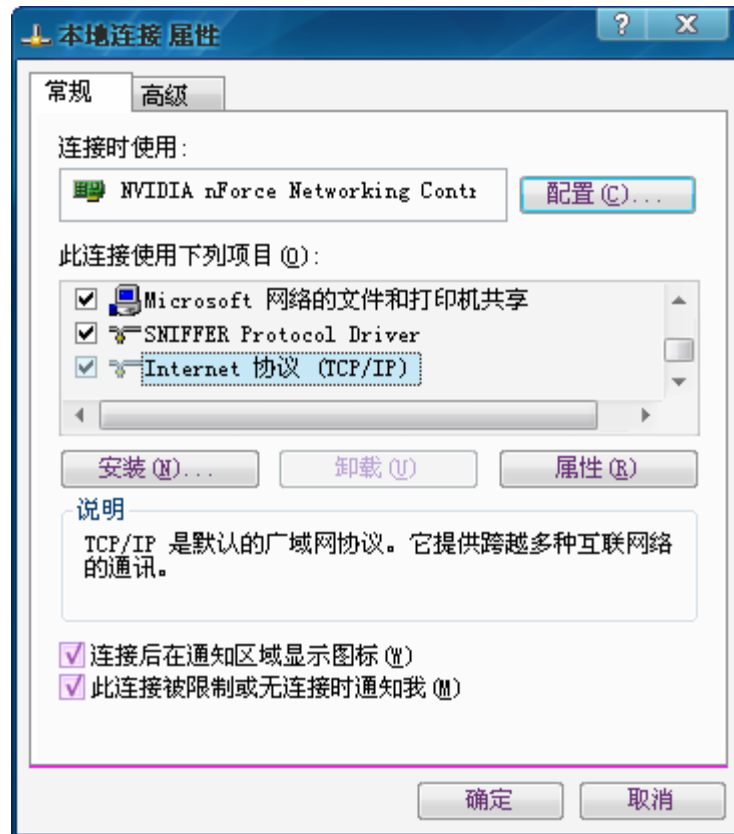 本地连接 属性
常规 高级
连接时使用:
NVIDIA nForce Networking Contr
配置(C)...
此连接使用下列项目(O):
Microsoft 网络的文件和打印机共享
SNIFFER Protocol Driver
Internet 协议 (TCP/IP)
安装(N)... 卸载(U) 属性(R)
说明
TCP/IP 是默认的广域网协议。它提供跨越多种互联网络
的通讯。
连接后在通知区域显示图标(W)
此连接被限制或无连接时通知我(M)
确定 取消